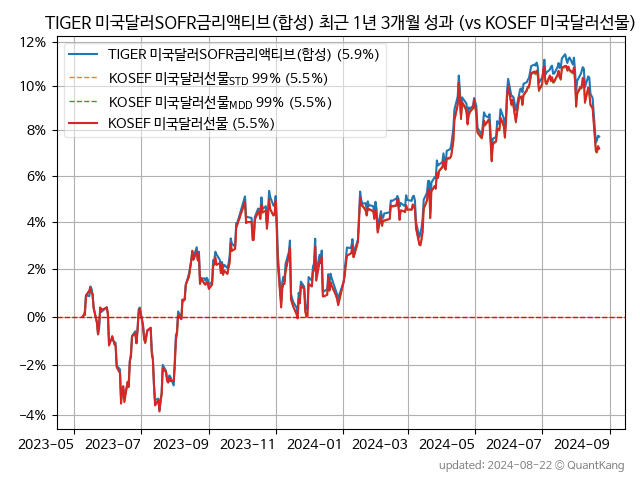 TIGER 미국달러SOFR금리액티브(합성) 최근 1년 3개월 성과 (vs KOSEF 미국달러선물)
12%
10%
8%
6%
4%
2%
0%
−2%
−4%
TIGER 미국달러SOFR금리액티브(합성) (5.9%)
KOSEF 미국달러선물STD 99% (5.5%)
KOSEF 미국달러선물MDD 99% (5.5%)
KOSEF 미국달러선물 (5.5%)
2023-05 2023-07 2023-09 2023-11 2024-01 2024-03 2024-05 2024-07 2024-09
updated: 2024-08-22 © QuantKang